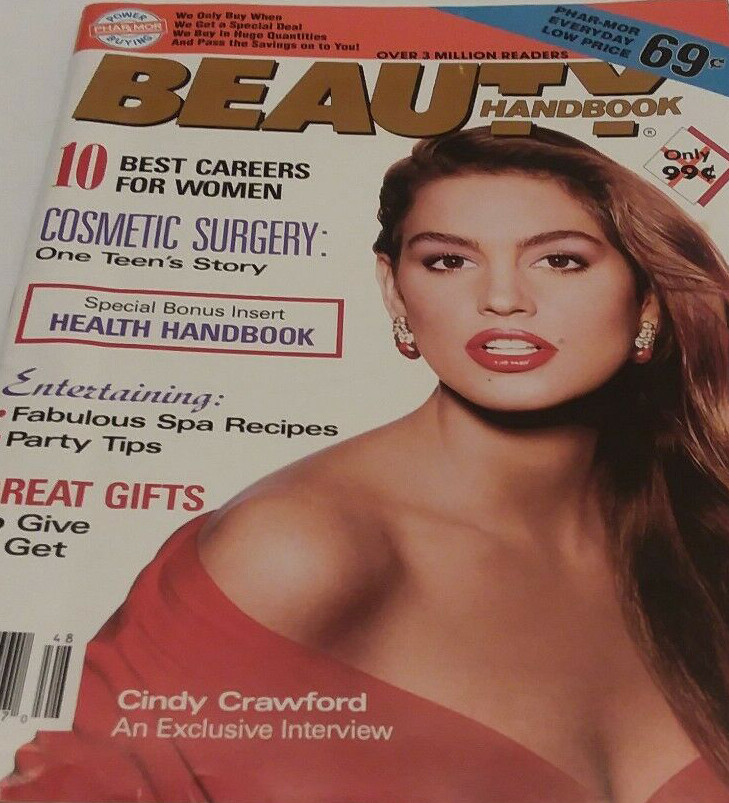 POWER
PHAR-MOR
BUYING
We Only Buy When
We Get a Special Deal
We Buy in Huge Quantities
And Pass the Savings on to You!
PHAR-MOR
EVERYDAY
LOW PRICE
69¢
OVER 3 MILLION READERS
BEAUTY
HANDBOOK
®
Only
99¢
10 BEST CAREERS
FOR WOMEN
COSMETIC SURGERY:
One Teen's Story
Special Bonus Insert
HEALTH HANDBOOK
Entertaining:
• Fabulous Spa Recipes
Party Tips
REAT GIFTS
Give
Get
48
7 0
Cindy Crawford
An Exclusive Interview